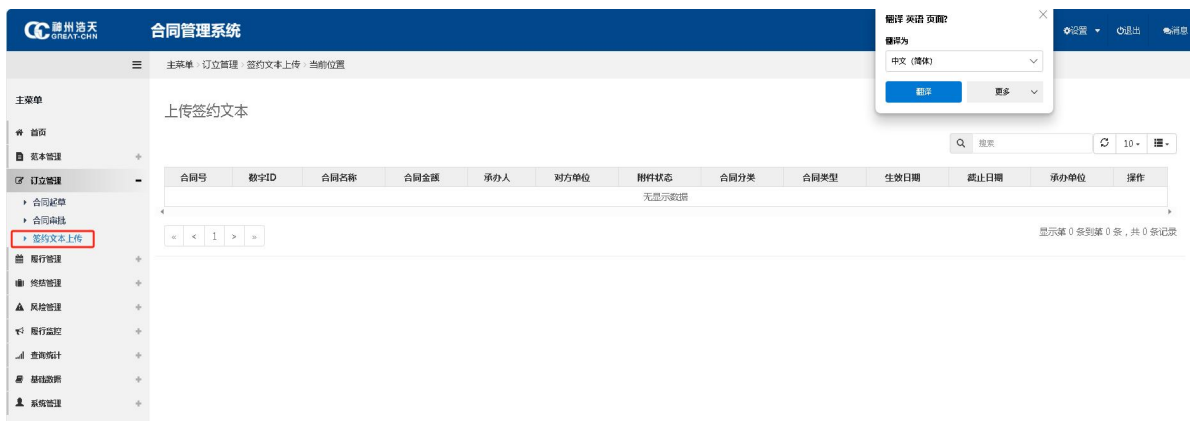 神州浩天
GREAT-CHN
合同管理系统
翻译 英语 页面?
翻译为
中文 (简体)
翻译
更多
设置
退出
消息
主菜单 › 订立管理 › 签约文本上传 › 当前位置
主菜单
首页
范本管理
订立管理
合同起草
合同审批
签约文本上传
履行管理
终结管理
风险管理
履行监控
查询统计
基础数据
系统管理
上传签约文本
搜索
10
合同号 数字ID 合同名称 合同金额 承办人 对方单位 附件状态 合同分类 合同类型 生效日期 截止日期 承办单位 操作
无显示数据
« < 1 > »
显示第 0 条到第 0 条,共 0 条记录